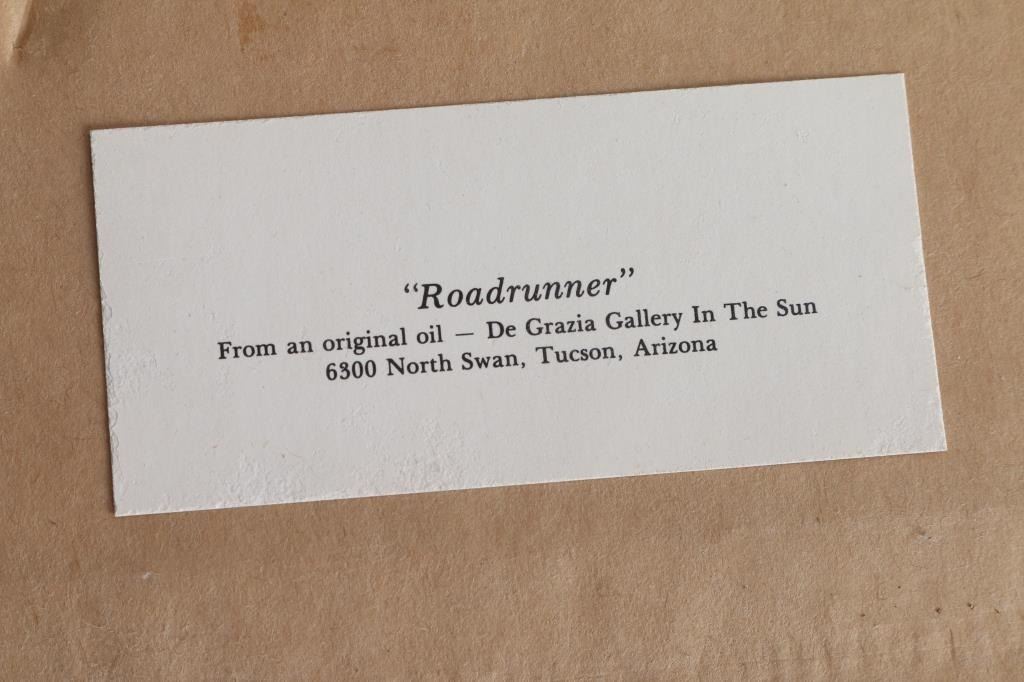 “Roadrunner”
From an original oil — De Grazia Gallery In The Sun
6300 North Swan, Tucson, Arizona